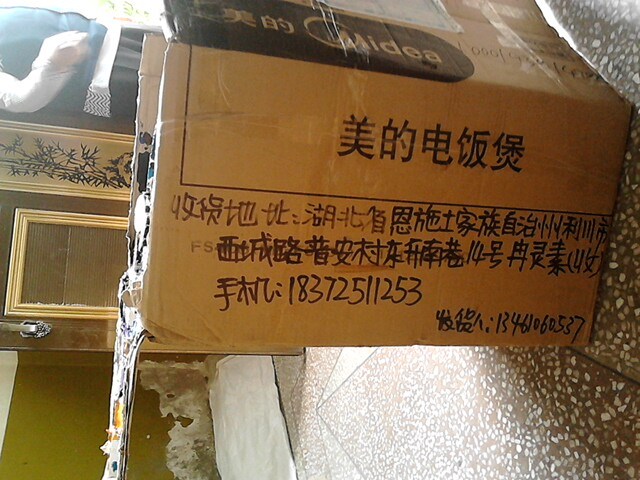 美的 Midea
美的电饭煲
收货地址:湖北省恩施土家族自治州利川市
西城路普安村东南巷14号冉灵素(收)
手机:18372511253
发货人:13461060537